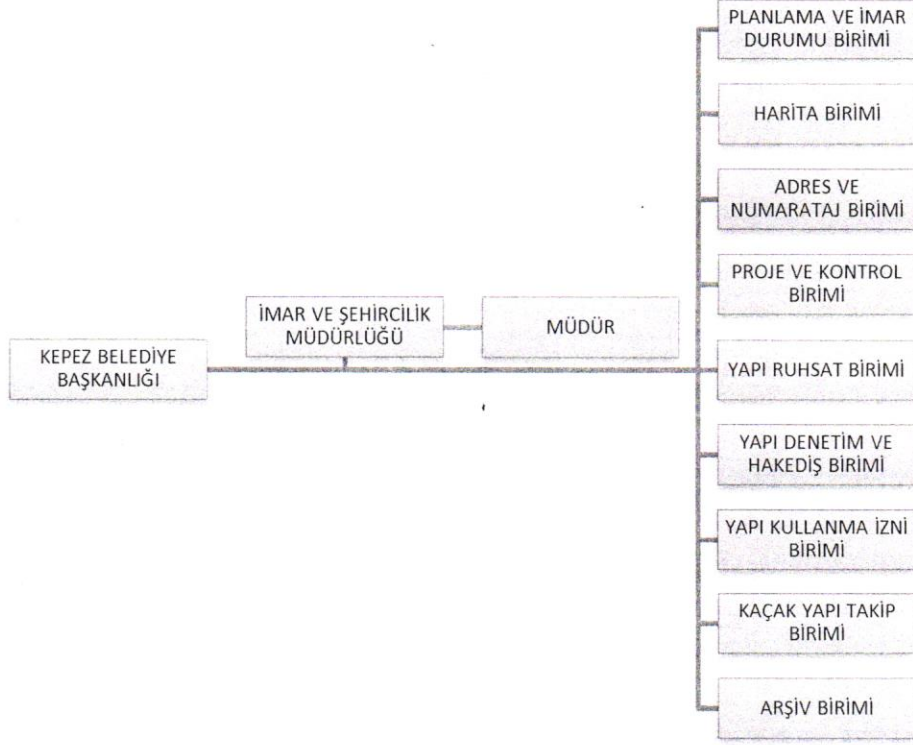 KEPEZ BELEDİYE
BAŞKANLIĞI
İMAR VE ŞEHİRCİLİK
MÜDÜRLÜĞÜ
MÜDÜR
PLANLAMA VE İMAR
DURUMU BİRİMİ
HARİTA BİRİMİ
ADRES VE
NUMARATAJ BİRİMİ
PROJE VE KONTROL
BİRİMİ
YAPI RUHSAT BİRİMİ
YAPI DENETİM VE
HAKEDİŞ BİRİMİ
YAPI KULLANMA İZNİ
BİRİMİ
KAÇAK YAPI TAKİP
BİRİMİ
ARŞİV BİRİMİ